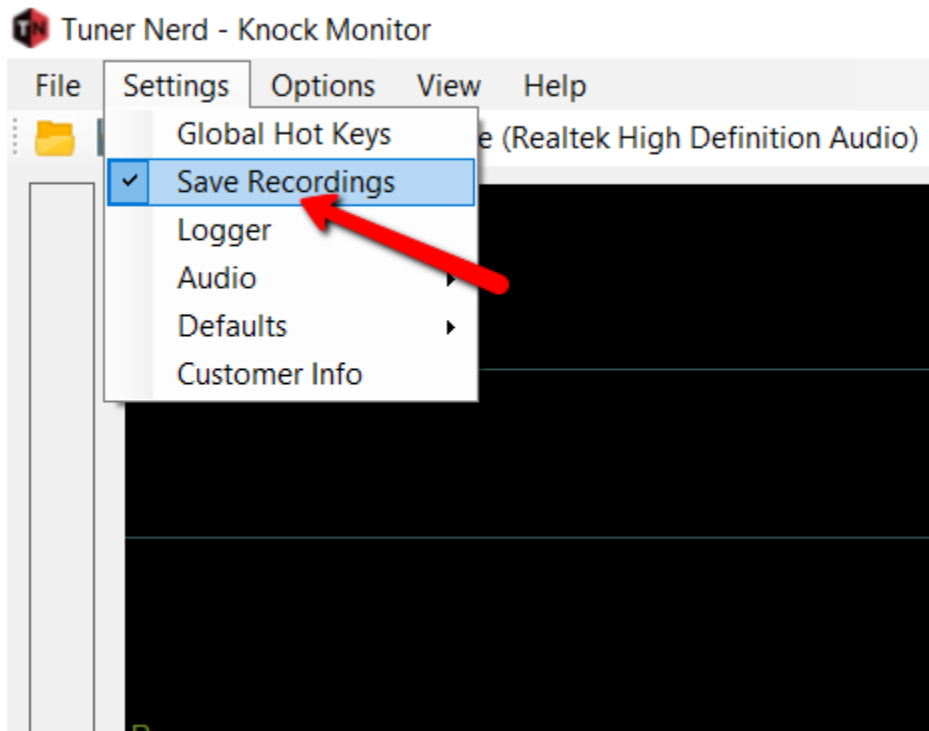 TN Tuner Nerd - Knock Monitor
File Settings Options View Help
Global Hot Keys
e (Realtek High Definition Audio)
Save Recordings
Logger
Audio
Defaults
Customer Info